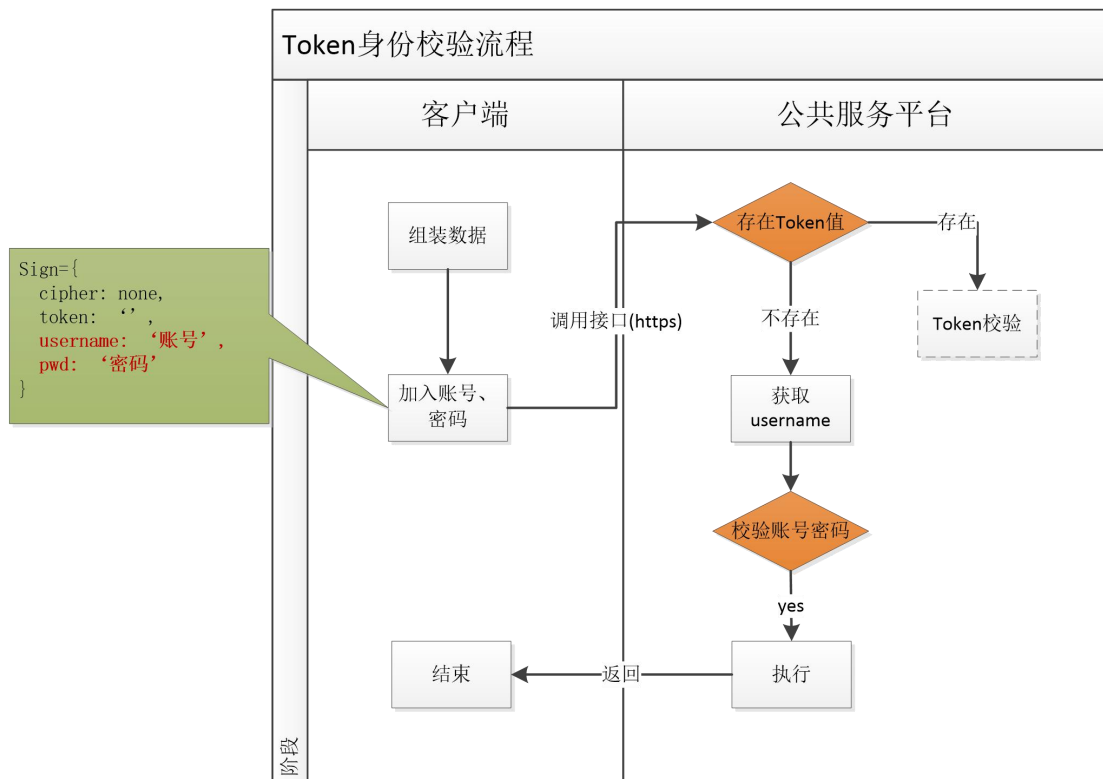 Token身份校验流程
客户端
公共服务平台
组装数据
存在Token值
存在
Sign={
cipher: none,
token: ‘’,
username: ‘账号’,
pwd: ‘密码’
}
调用接口(https)
不存在
Token校验
加入账号、
密码
获取
username
校验账号密码
yes
结束
返回
执行
阶段